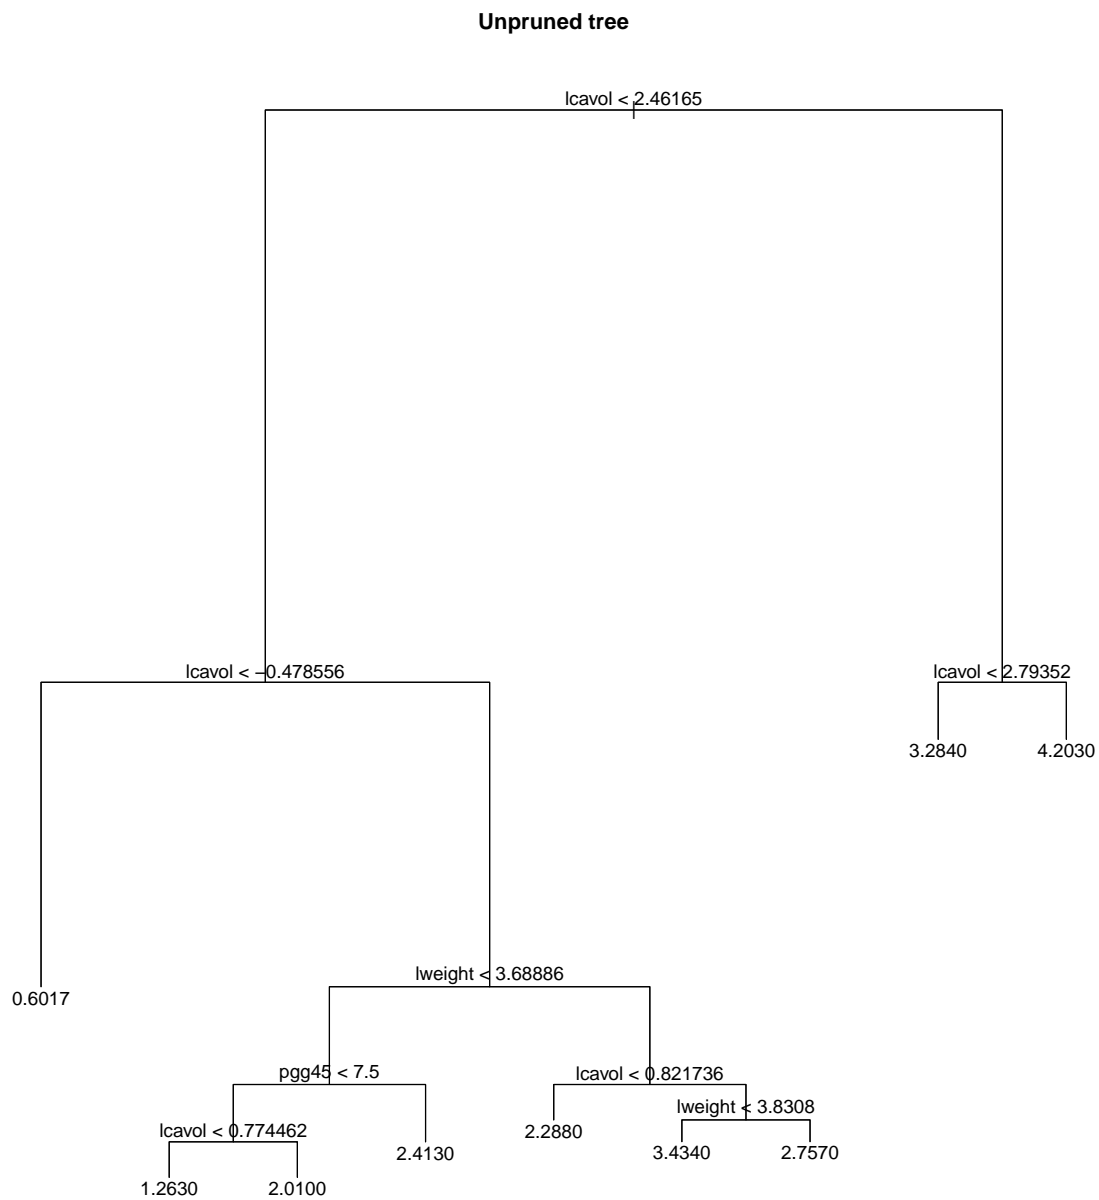 Unpruned tree
lcavol < 2.46165
lcavol < −0.478556
lcavol < 2.79352
3.2840
4.2030
lweight < 3.68886
0.6017
pgg45 < 7.5
lcavol < 0.821736
lweight < 3.8308
lcavol < 0.774462
2.2880
2.4130
3.4340
2.7570
1.2630
2.0100